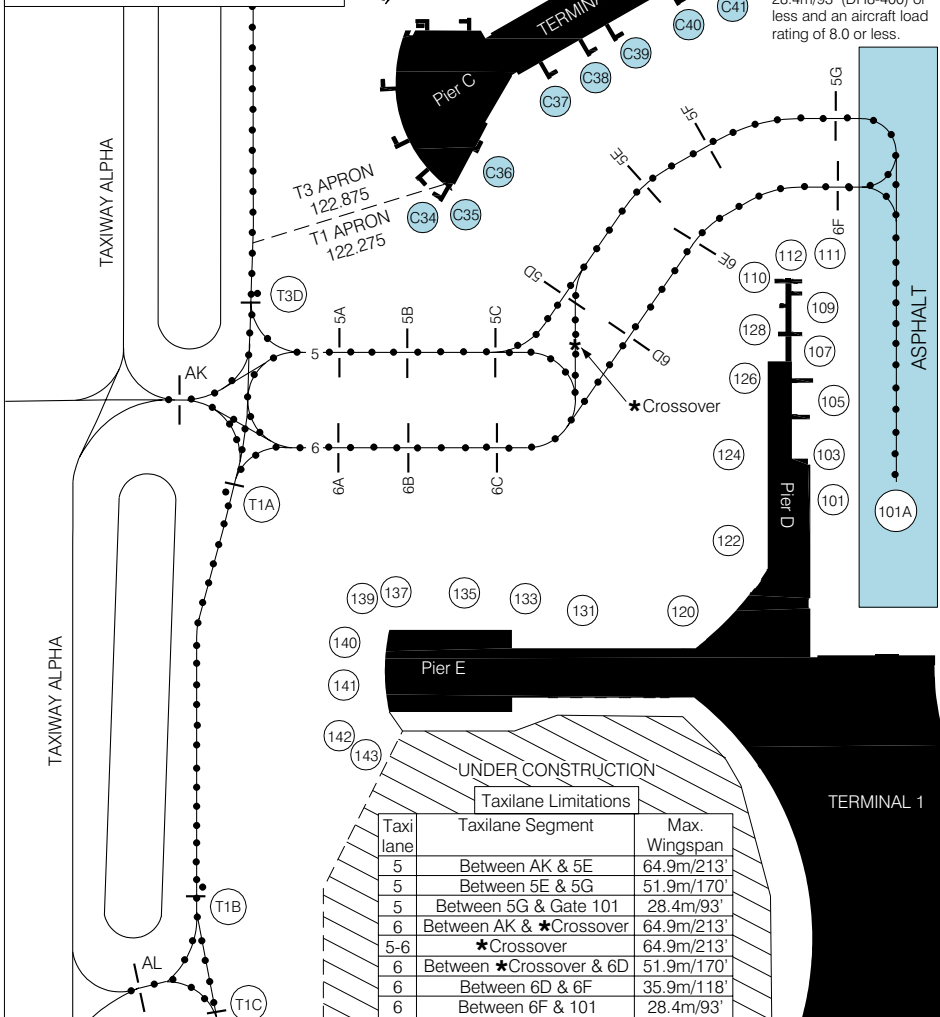 28.4m/93' (DH8-400) or
less and an aircraft load
rating of 8.0 or less.
TERMINA
C41
C40
C39
C38
C37
Pier C
C36
C35
C34
T3 APRON
122.875
T1 APRON
122.275
TAXIWAY ALPHA
5G
5F
5E
5D
6F
6E
6D
ASPHALT
T3D
AK
5
5A
5B
5C
6
6A
6B
6C
T1A
✱Crossover
112
111
110
109
128
107
126
105
124
103
101
101A
122
Pier D
139
137
135
133
131
120
140
141
142
143
Pier E
TAXIWAY ALPHA
UNDER CONSTRUCTION
TERMINAL 1
T1B
AL
T1C
Taxilane Limitations
Taxi lane Taxilane Segment Max. Wingspan
5 Between AK & 5E 64.9m/213'
5 Between 5E & 5G 51.9m/170'
5 Between 5G & Gate 101 28.4m/93'
6 Between AK & ✱Crossover 64.9m/213'
5-6 ✱Crossover 64.9m/213'
6 Between ✱Crossover & 6D 51.9m/170'
6 Between 6D & 6F 35.9m/118'
6 Between 6F & 101 28.4m/93'